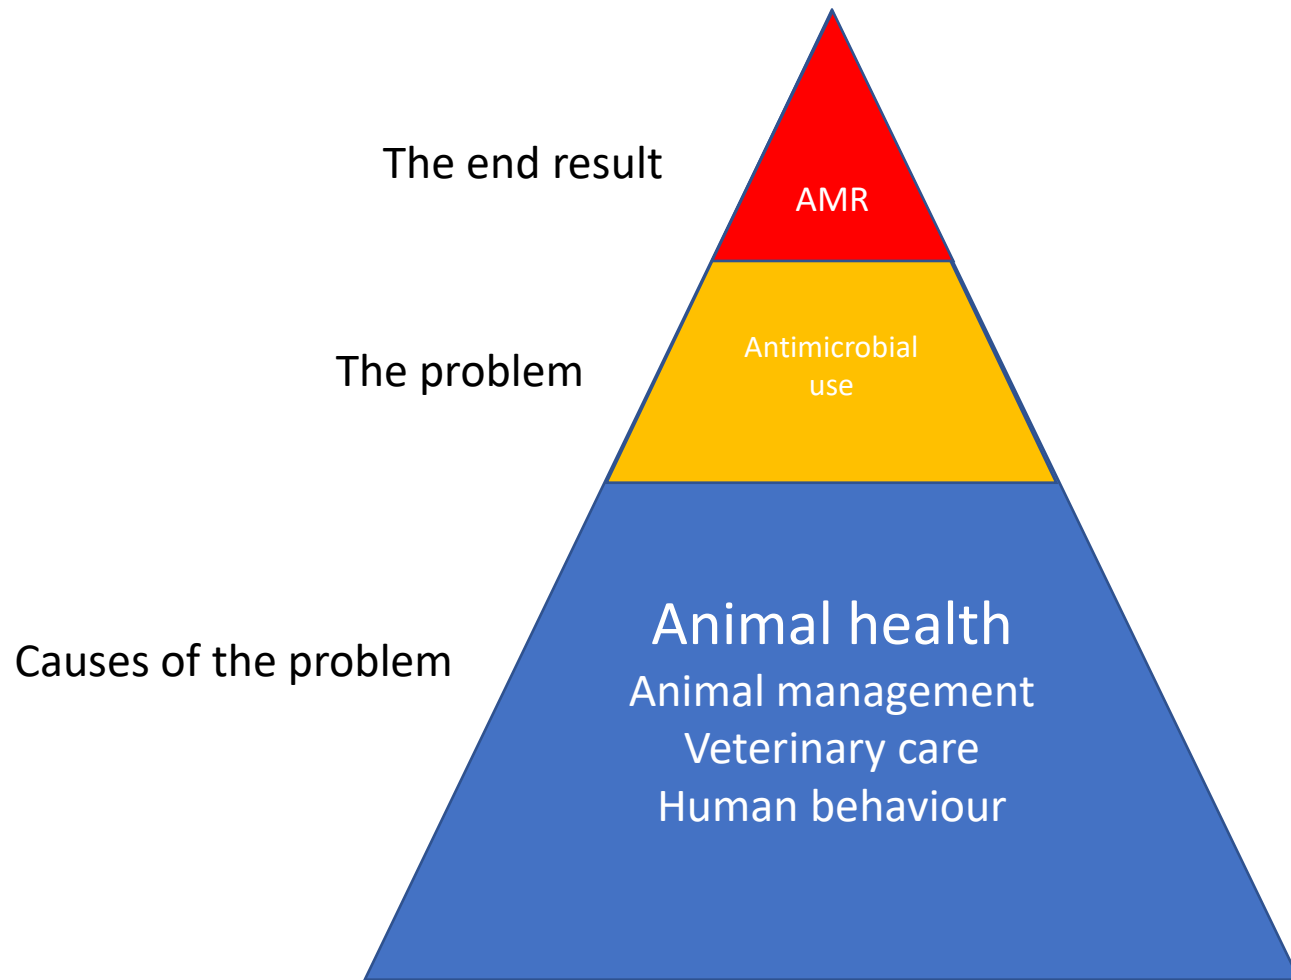 The end result
AMR
The problem
Antimicrobial
use
Causes of the problem
Animal health
Animal management
Veterinary care
Human behaviour